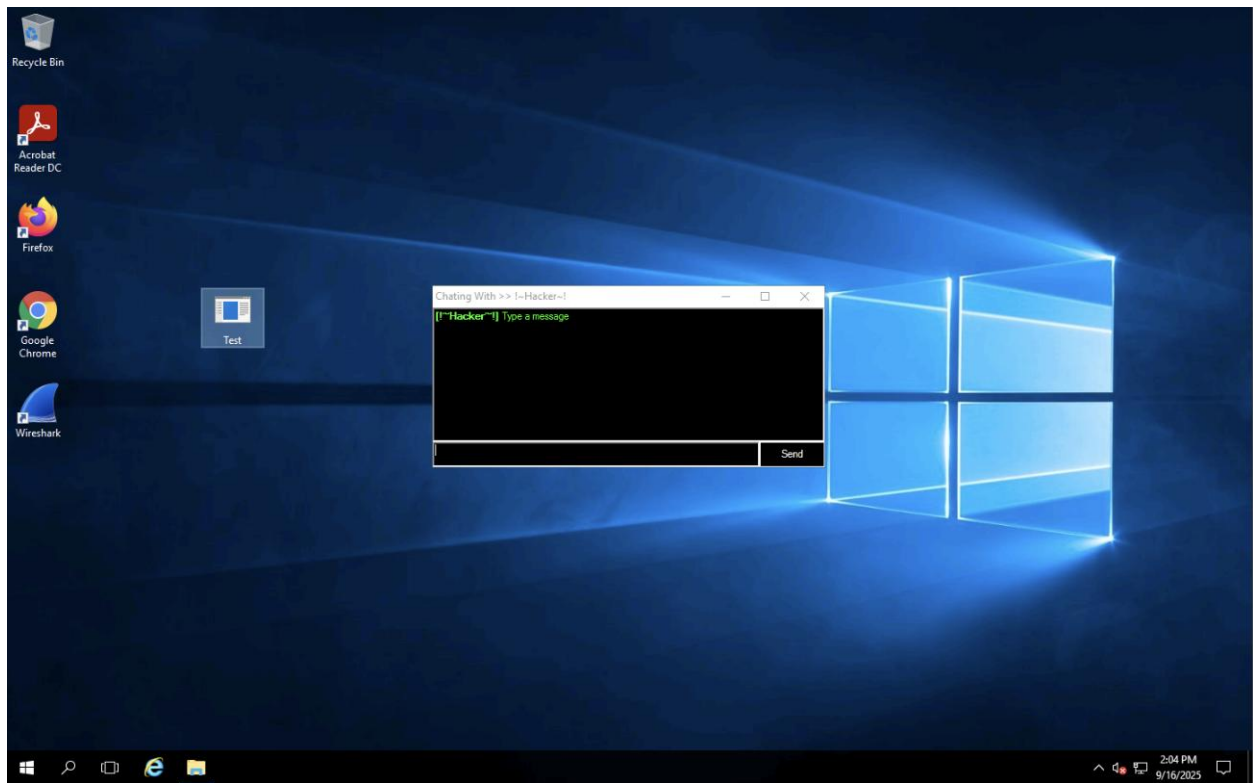 Recycle Bin
Acrobat
Reader DC
Firefox
Google
Chrome
Wireshark
Test
Chating With >> !~Hacker~!
[!~Hacker~!] Type a message
Send
2:04 PM
9/16/2025